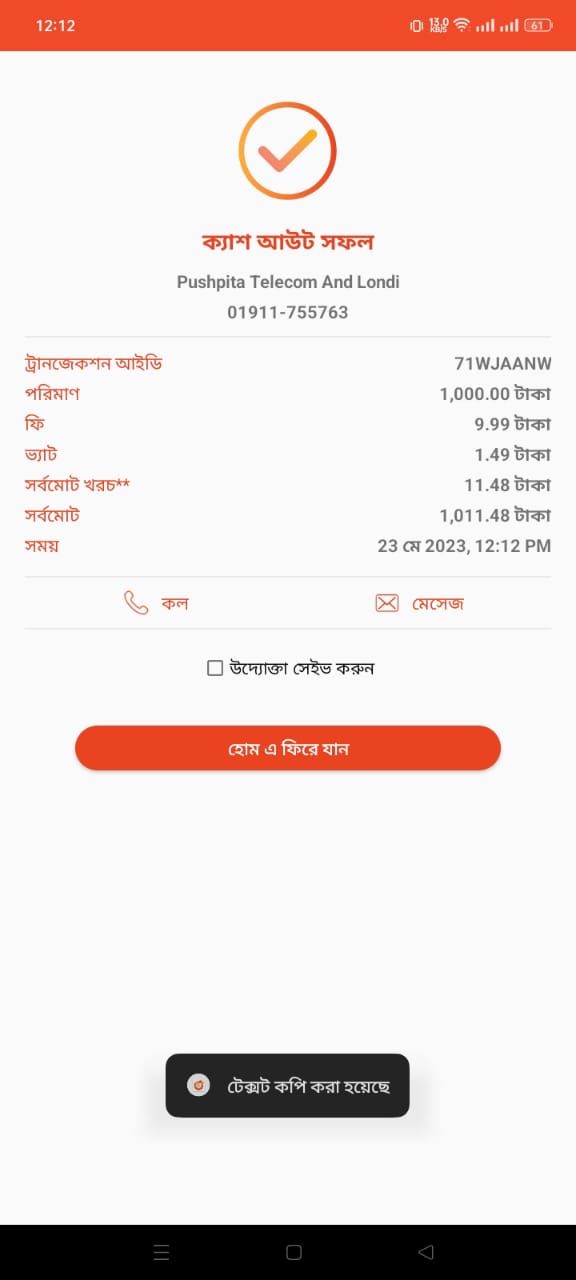 12:12
13.0
KB/S
61
ক্যাশ আউট সফল
Pushpita Telecom And Londi
01911-755763
ট্রানজেকশন আইডি 71WJAANW
পরিমাণ 1,000.00 টাকা
ফি 9.99 টাকা
ভ্যাট 1.49 টাকা
সর্বমোট খরচ** 11.48 টাকা
সর্বমোট 1,011.48 টাকা
সময় 23 মে 2023, 12:12 PM
কল মেসেজ
উদ্যোক্তা সেইভ করুন
হোম এ ফিরে যান
টেক্সট কপি করা হয়েছে